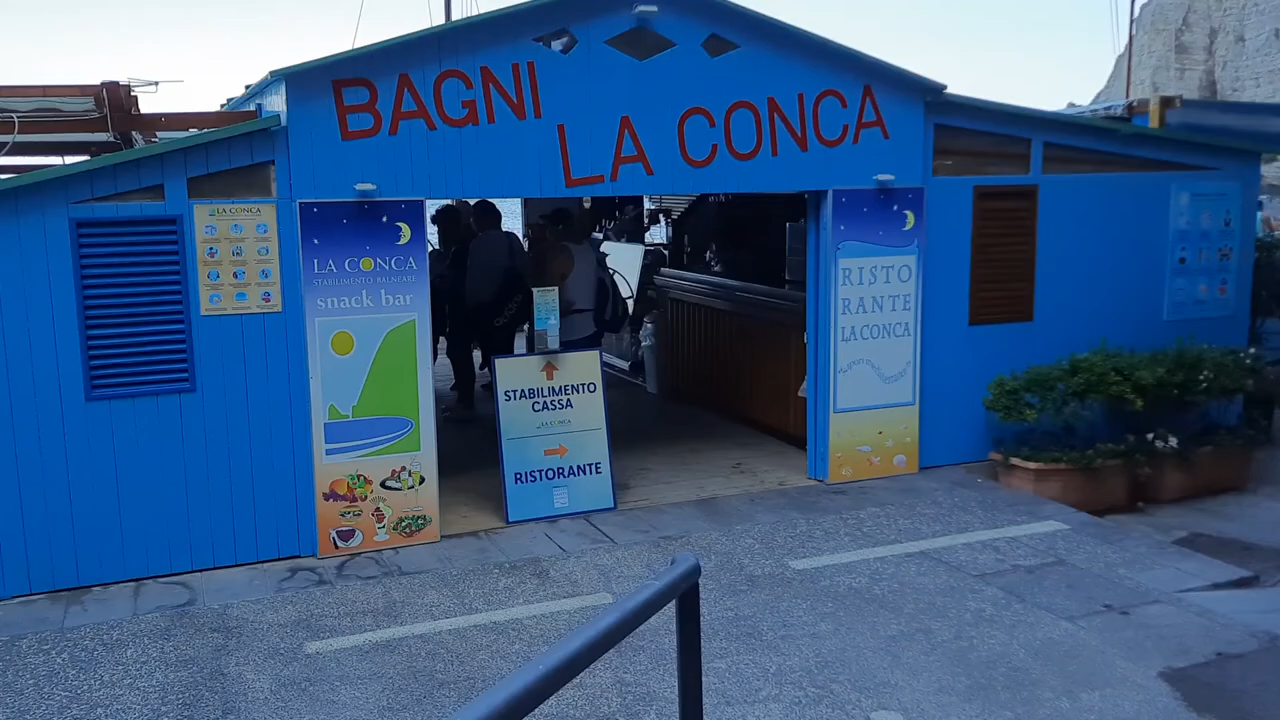 BAGNI
LA CONCA
LA CONCA
LA CONCA
STABILIMENTO BALNEARE
snack bar
STABILIMENTO
CASSA
LA CONCA
RISTORANTE
RISTO
RANTE
LA CONCA